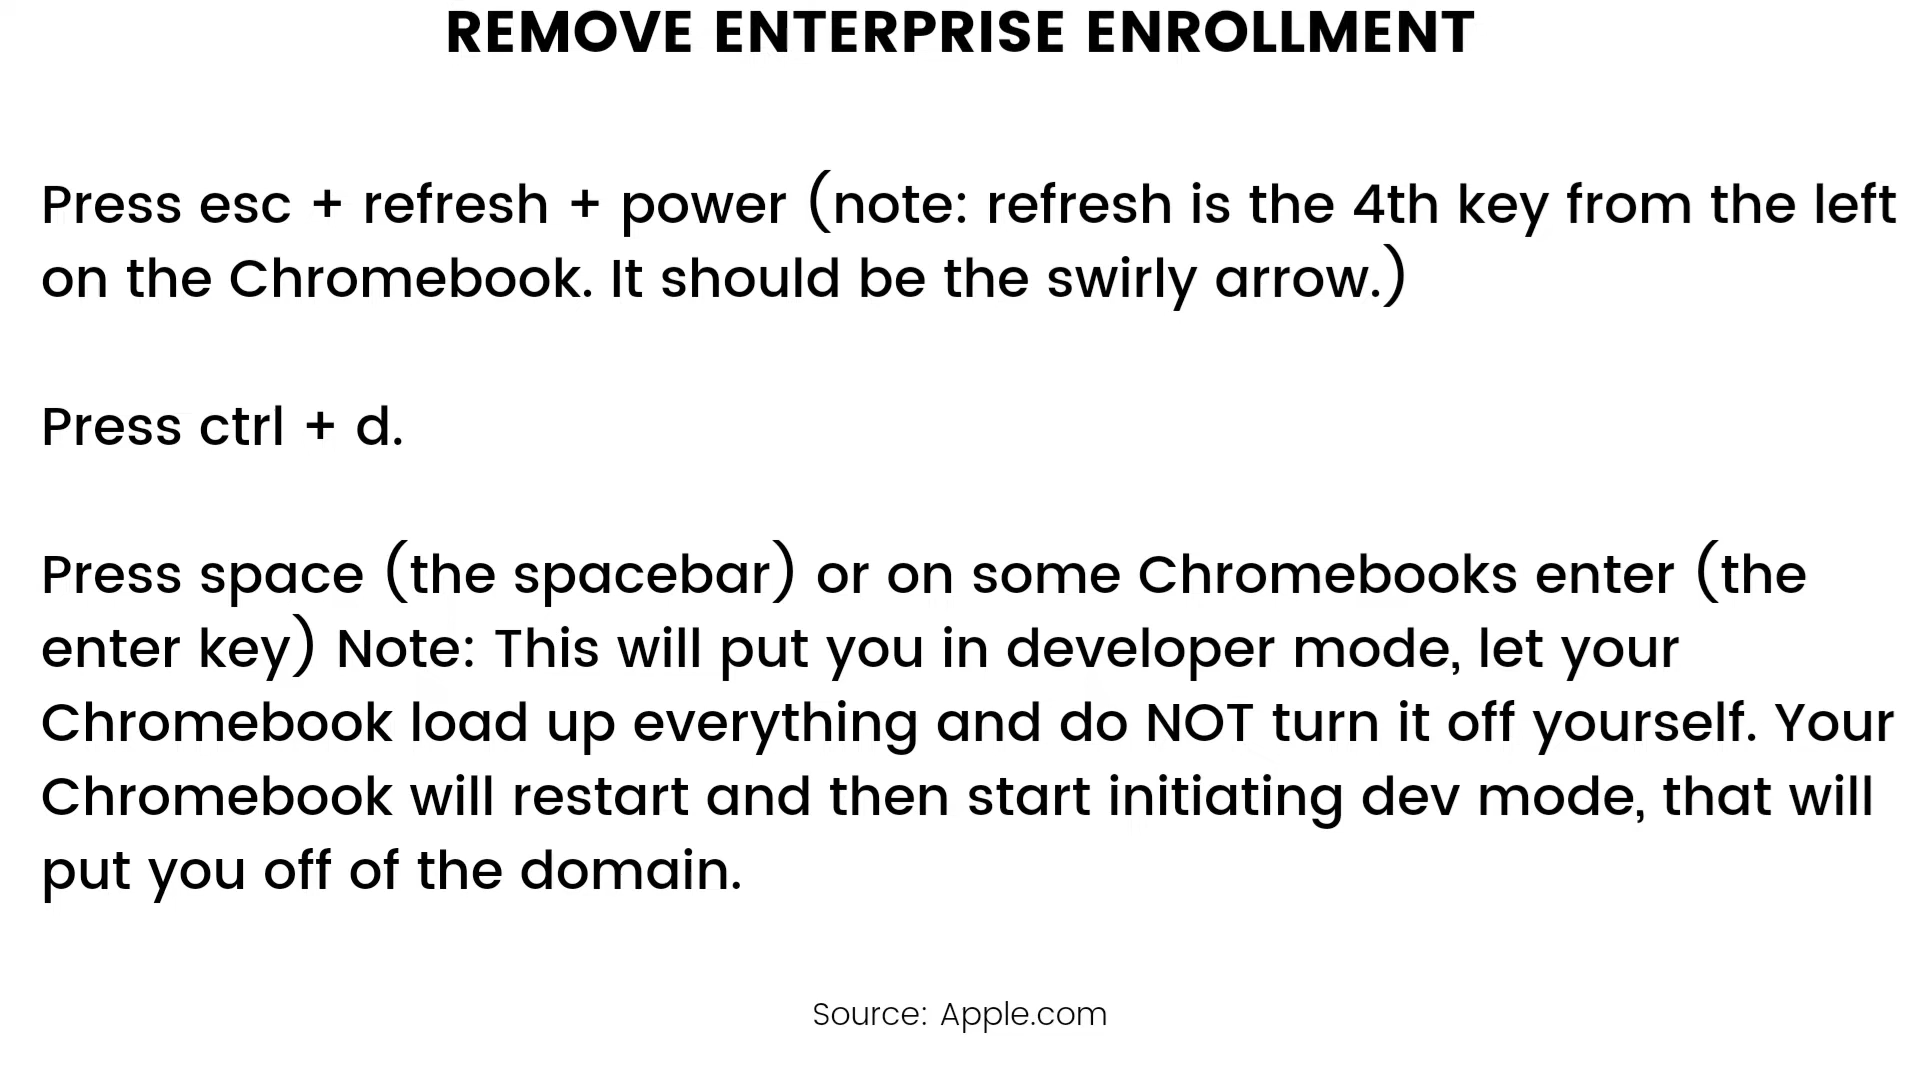 REMOVE ENTERPRISE ENROLLMENT
Press esc + refresh + power (note: refresh is the 4th key from the left
on the Chromebook. It should be the swirly arrow.)
Press ctrl + d.
Press space (the spacebar) or on some Chromebooks enter (the
enter key) Note: This will put you in developer mode, let your
Chromebook load up everything and do NOT turn it off yourself. Your
Chromebook will restart and then start initiating dev mode, that will
put you off of the domain.
Source: Apple.com